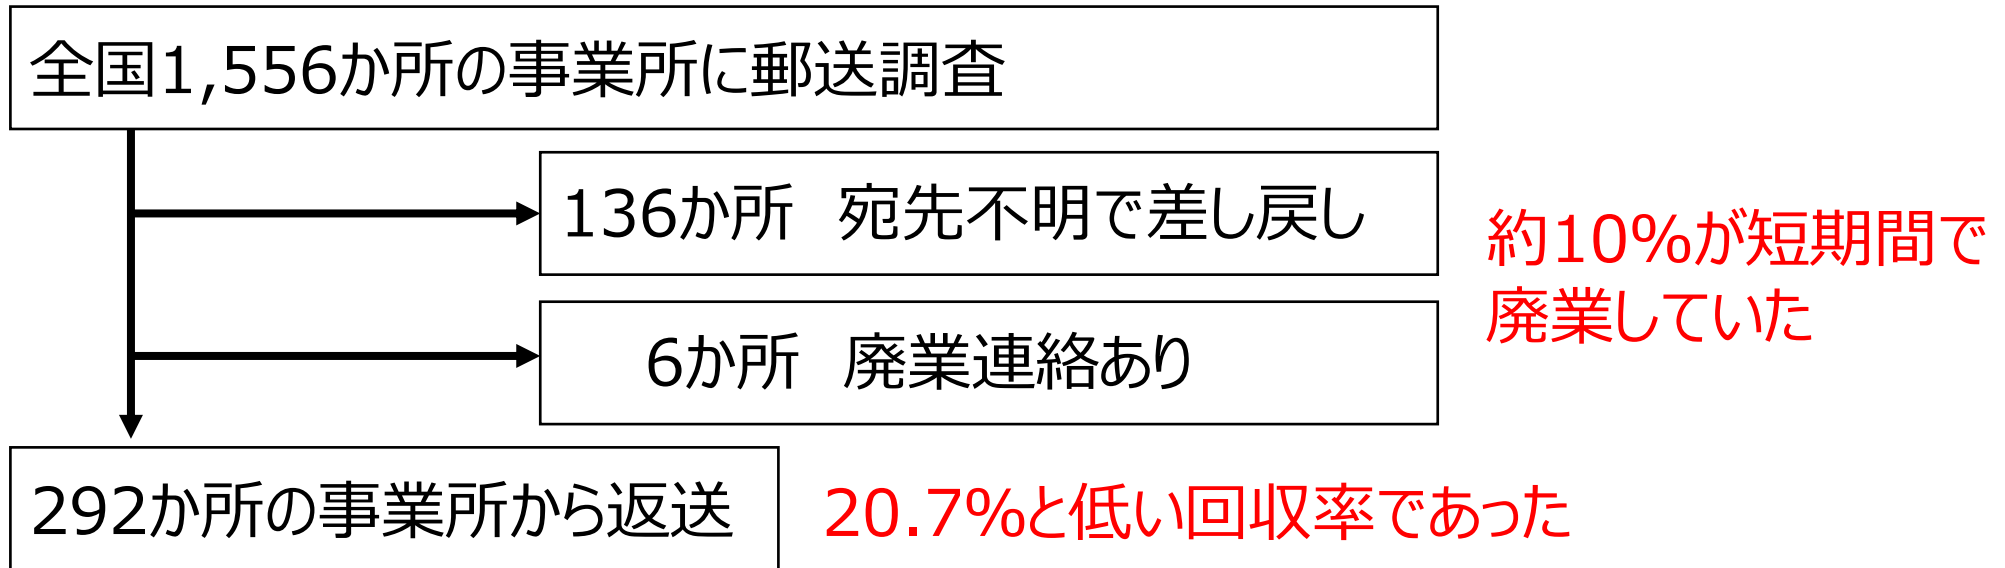 全国1,556か所の事業所に郵送調査
136か所　宛先不明で差し戻し
約10%が短期間で
廃業していた
6か所　廃業連絡あり
292か所の事業所から返送
20.7%と低い回収率であった